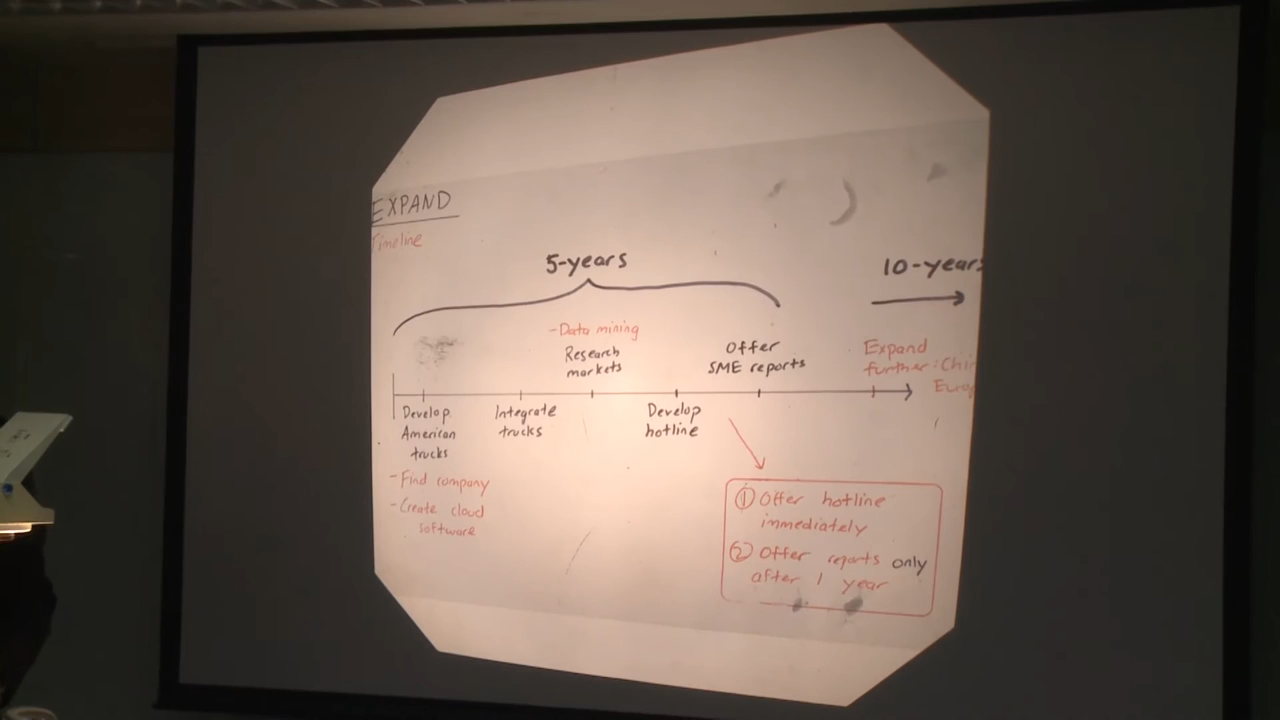 EXPAND
Timeline
5-years
10-years
- Data mining
Research
markets
Offer
SME reports
Expand
further: Chi
Euro
Develop
American
trucks
Integrate
trucks
Develop
hotline
- Find company
- Create cloud
software
① Offer hotline
immediately
② Offer reports only
after 1 year